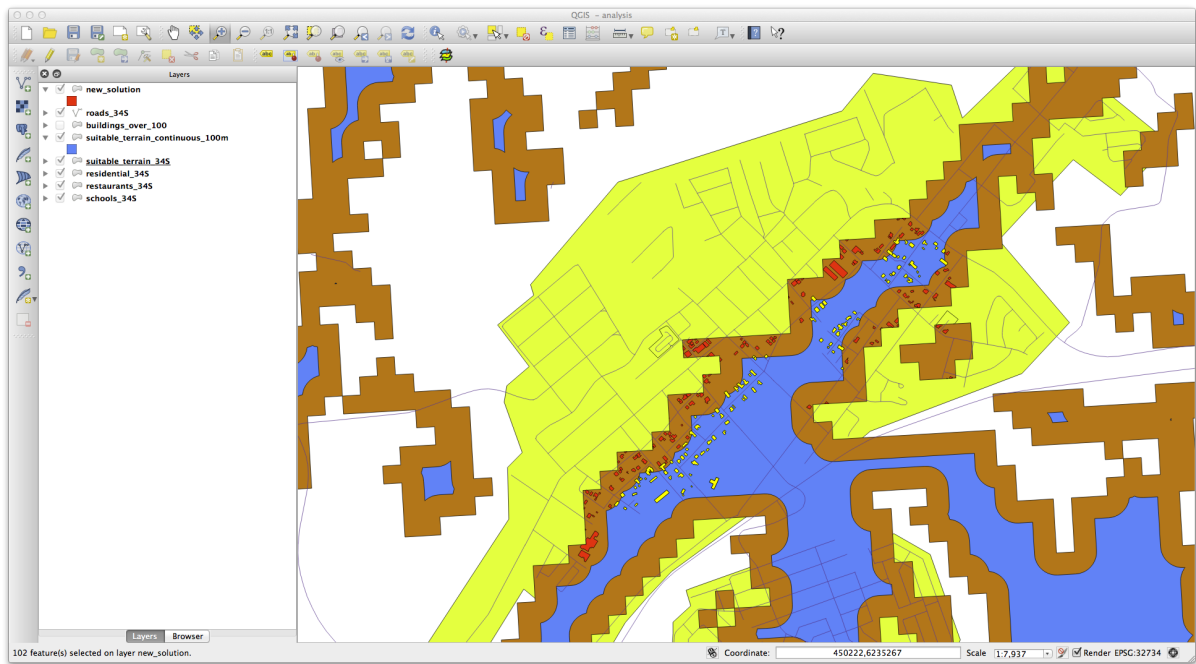 QGIS - analysis
Layers
new_solution
roads_34S
buildings_over_100
suitable_terrain_continuous_100m
suitable_terrain_34S
residential_34S
restaurants_34S
schools_34S
Layers Browser
102 feature(s) selected on layer new_solution.
Coordinate: 450222,6235267 Scale 1:7,937 Render EPSG:32734